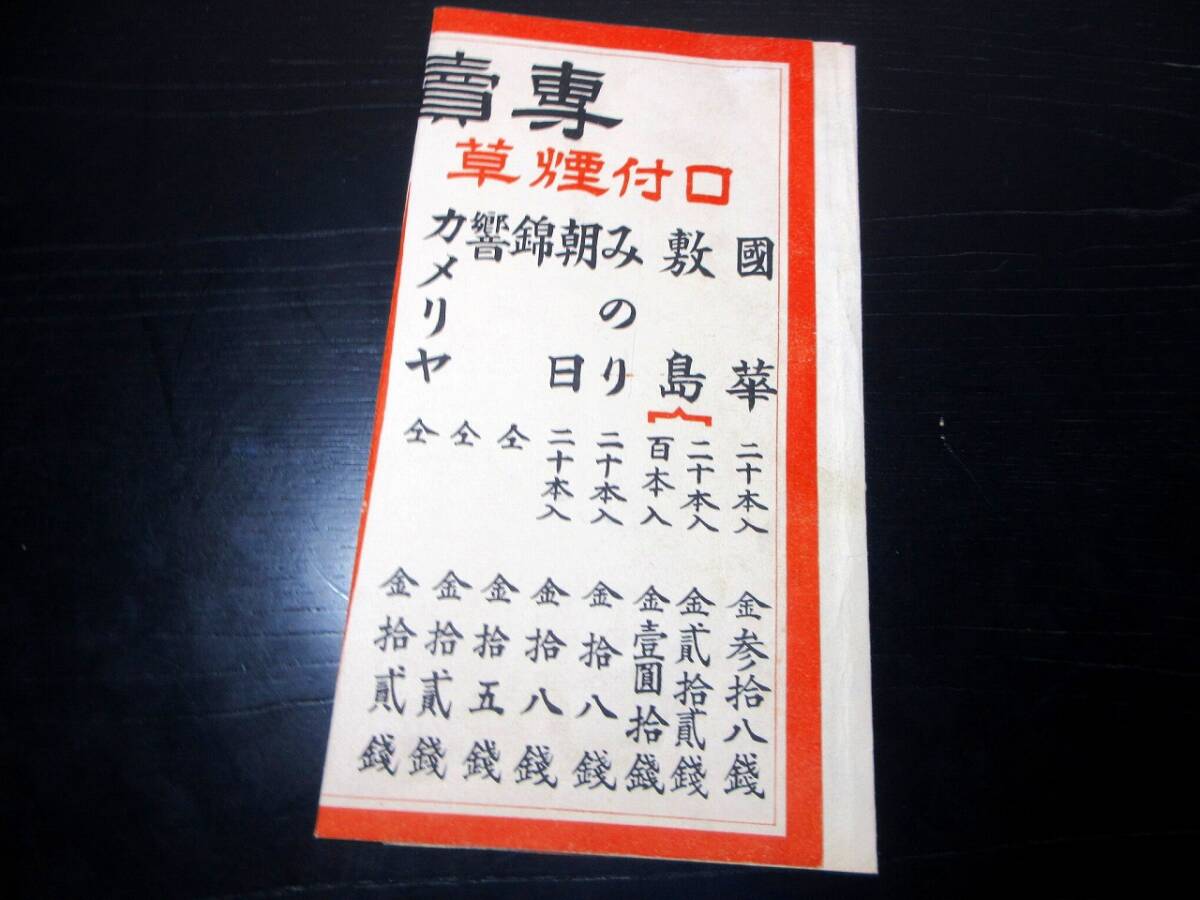 專賣
口付煙草
國華 二十本入 金参拾八錢
敷島 二十本入 金貳拾貳錢
百本入 金壹圓拾錢
みのり 二十本入 金拾八錢
朝日 二十本入 金拾八錢
錦 仝 金拾五錢
響 仝 金拾貳錢
カメリヤ 仝 金拾貳錢